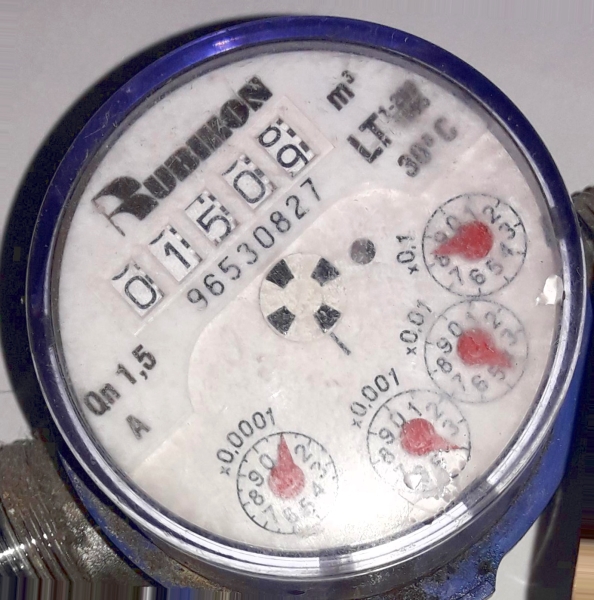 RUBIKON
m³
LT
30°C
01509
96530827
Qn 1,5
A
x0,1
x0,01
x0,001
x0,0001